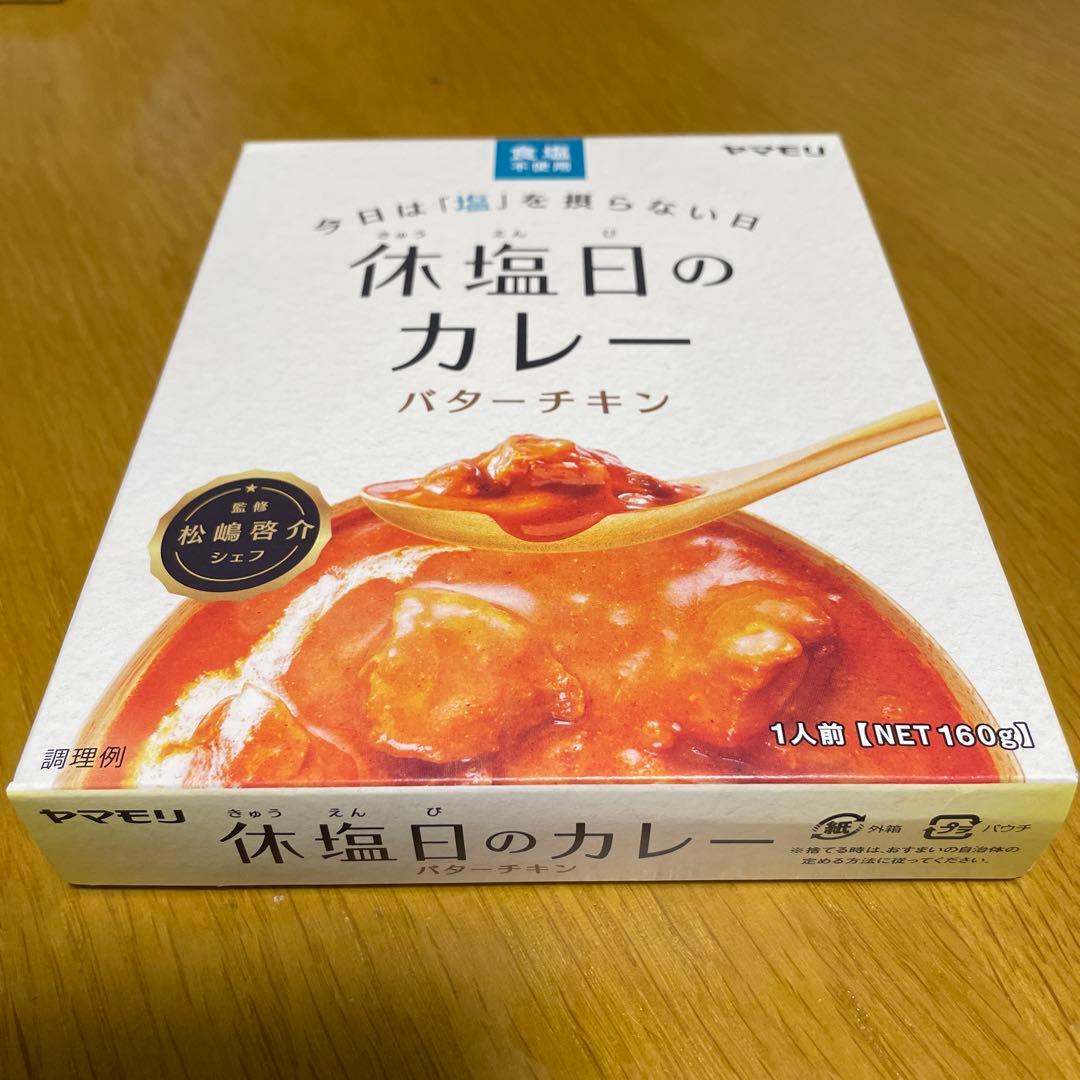 食塩
不使用
ヤマモリ
今日は「塩」を摂らない日
きゅう えん び
休塩日の
カレー
バターチキン
監修
松嶋啓介
シェフ
1人前【NET 160g】
調理例
ヤマモリ
きゅう えん び
休塩日のカレー
バターチキン
紙 外箱
プラ パウチ
※捨てる時は、おすまいの自治体の
定める方法に従ってください。